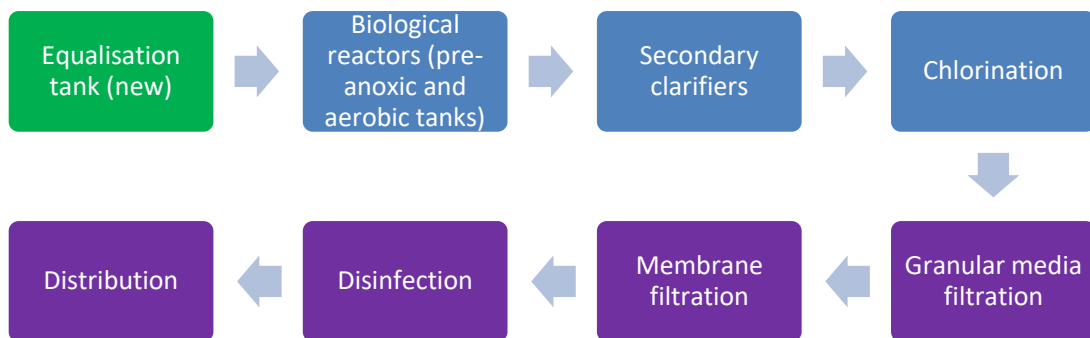 Equalisation
tank (new)
Biological
reactors (pre-
anoxic and
aerobic tanks)
Secondary
clarifiers
Chlorination
Granular media
filtration
Membrane
filtration
Disinfection
Distribution